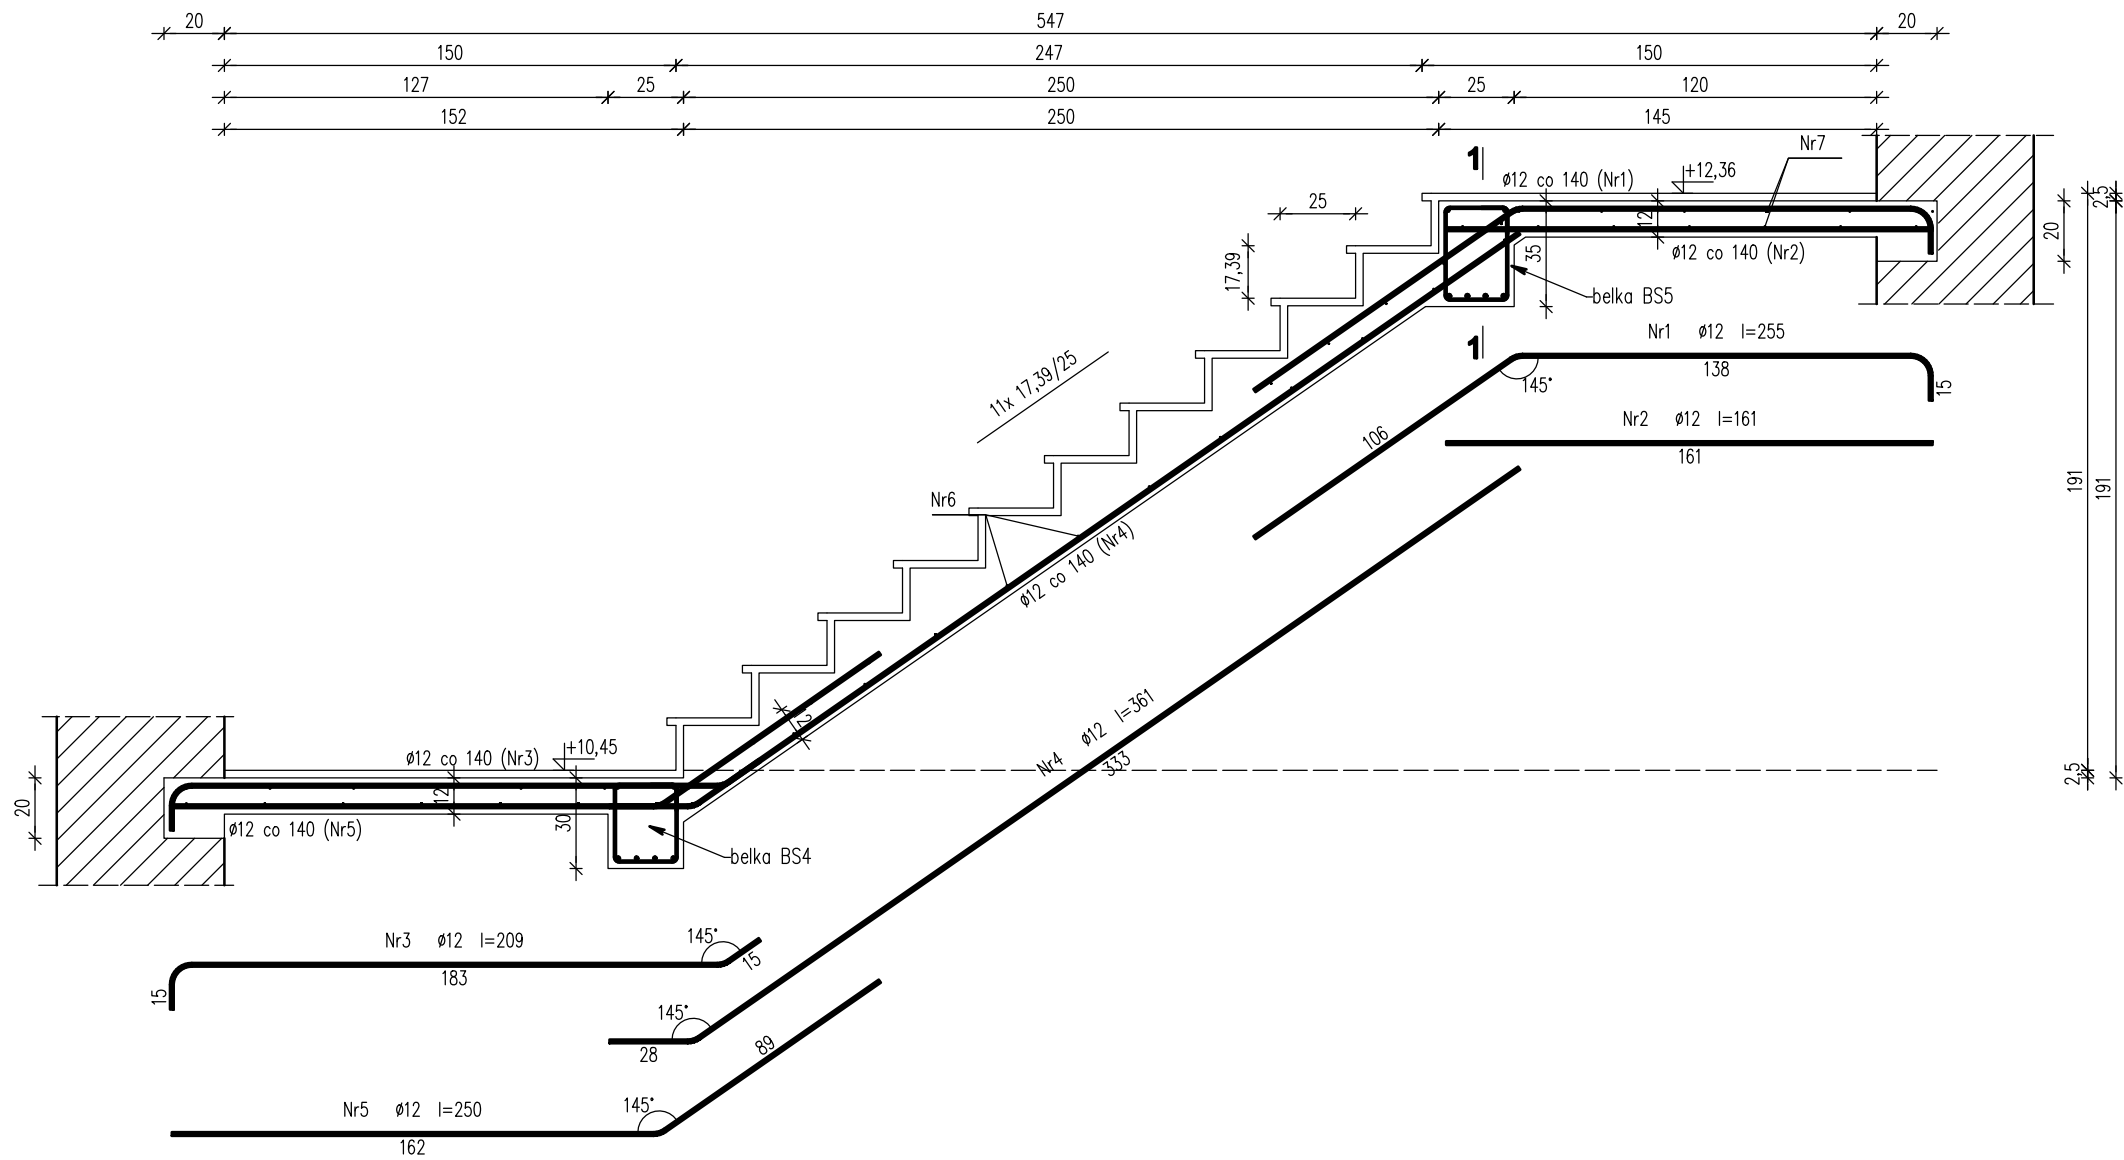 20 547 20
150 247 150
127 25 250 25 120
152 250 145
1
Nr7
ø12 co 140 (Nr1)
+12,36
25
12
2,5
20
35
17,39
ø12 co 140 (Nr2)
belka BS5
1
Nr1 ø12 l=255
138
145°
15
11x 17,39/25
106
Nr2 ø12 l=161
161
191
191
Nr6
ø12 co 140 (Nr4)
12
Nr4 ø12 l=361
333
ø12 co 140 (Nr3)
+10,45
2,5
12
20
30
ø12 co 140 (Nr5)
belka BS4
Nr3 ø12 l=209
145°
15
183
15
145°
28
89
Nr5 ø12 l=250
145°
162